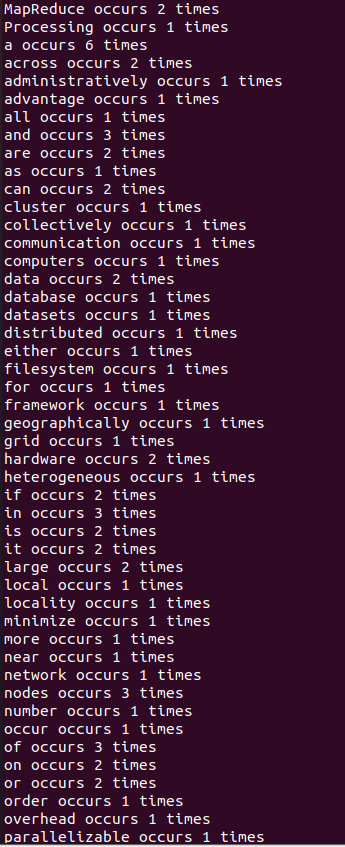 MapReduce occurs 2 times
Processing occurs 1 times
a occurs 6 times
across occurs 2 times
administratively occurs 1 times
advantage occurs 1 times
all occurs 1 times
and occurs 3 times
are occurs 2 times
as occurs 1 times
can occurs 2 times
cluster occurs 1 times
collectively occurs 1 times
communication occurs 1 times
computers occurs 1 times
data occurs 2 times
database occurs 1 times
datasets occurs 1 times
distributed occurs 1 times
either occurs 1 times
filesystem occurs 1 times
for occurs 1 times
framework occurs 1 times
geographically occurs 1 times
grid occurs 1 times
hardware occurs 2 times
heterogeneous occurs 1 times
if occurs 2 times
in occurs 3 times
is occurs 2 times
it occurs 2 times
large occurs 2 times
local occurs 1 times
locality occurs 1 times
minimize occurs 1 times
more occurs 1 times
near occurs 1 times
network occurs 1 times
nodes occurs 3 times
number occurs 1 times
occur occurs 1 times
of occurs 3 times
on occurs 2 times
or occurs 2 times
order occurs 1 times
overhead occurs 1 times
parallelizable occurs 1 times